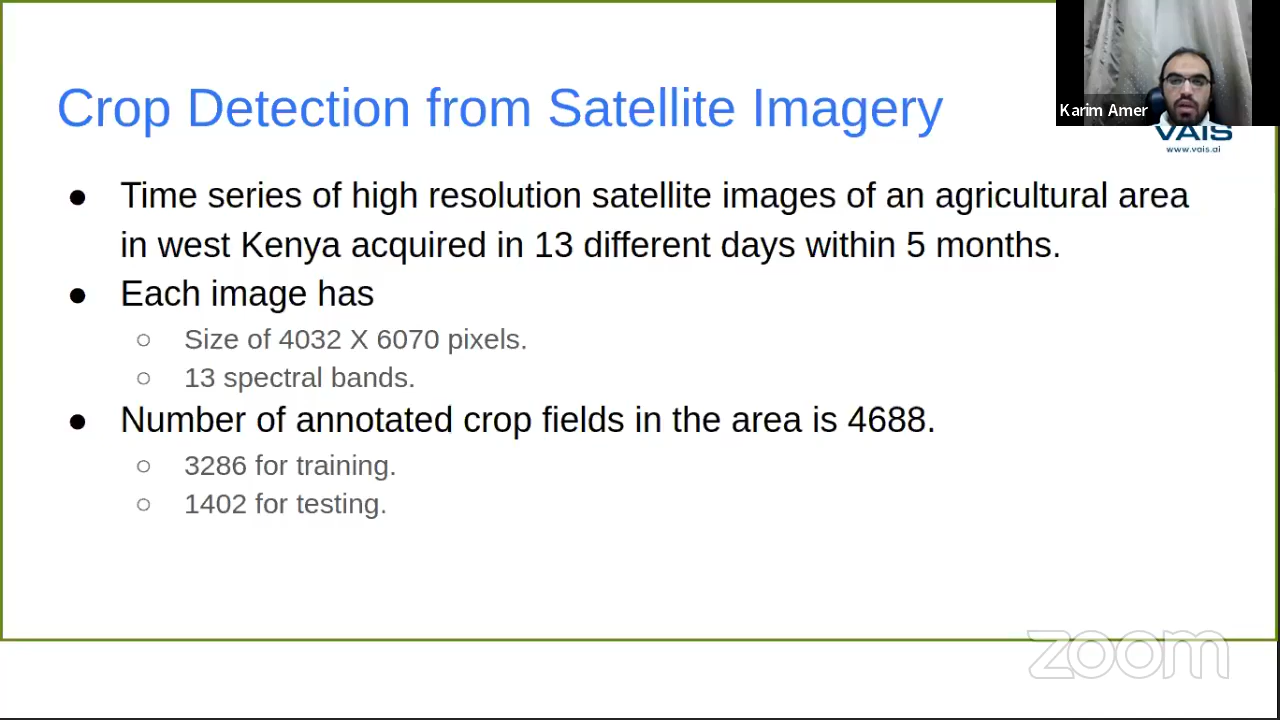 Crop Detection from Satellite Imagery
Karim Amer
VAIS
www.vais.ai
● Time series of high resolution satellite images of an agricultural area
in west Kenya acquired in 13 different days within 5 months.
● Each image has
○ Size of 4032 X 6070 pixels.
○ 13 spectral bands.
● Number of annotated crop fields in the area is 4688.
○ 3286 for training.
○ 1402 for testing.
zoom